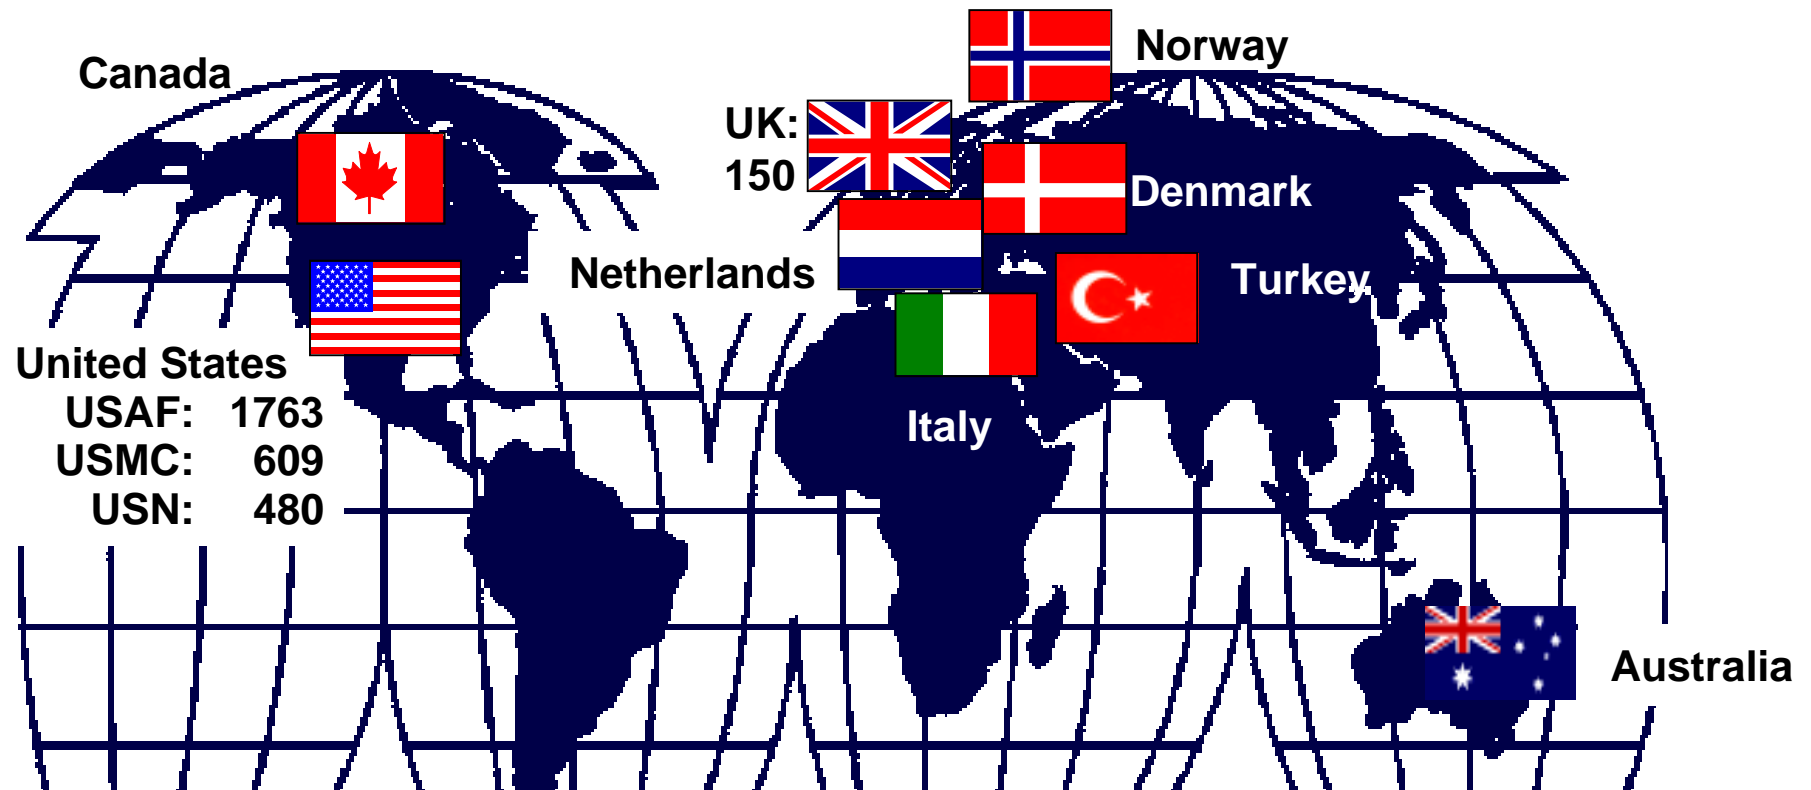 Norway
Canada
UK:
150
Denmark
Netherlands
Turkey
United States
USAF: 1763
USMC: 609
USN: 480
Italy
Australia